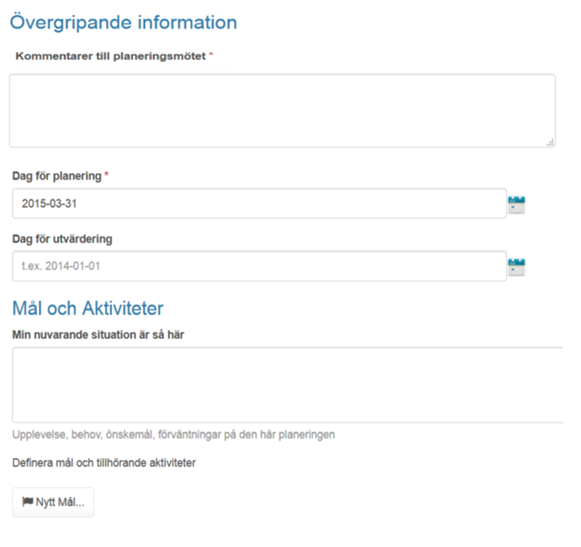 Övergripande information
Kommentarer till planeringsmötet *
Dag för planering *
2015-03-31
Dag för utvärdering
t.ex. 2014-01-01
Mål och Aktiviteter
Min nuvarande situation är så här
Upplevelse, behov, önskemål, förväntningar på den här planeringen
Definera mål och tillhörande aktiviteter
Nytt Mål...